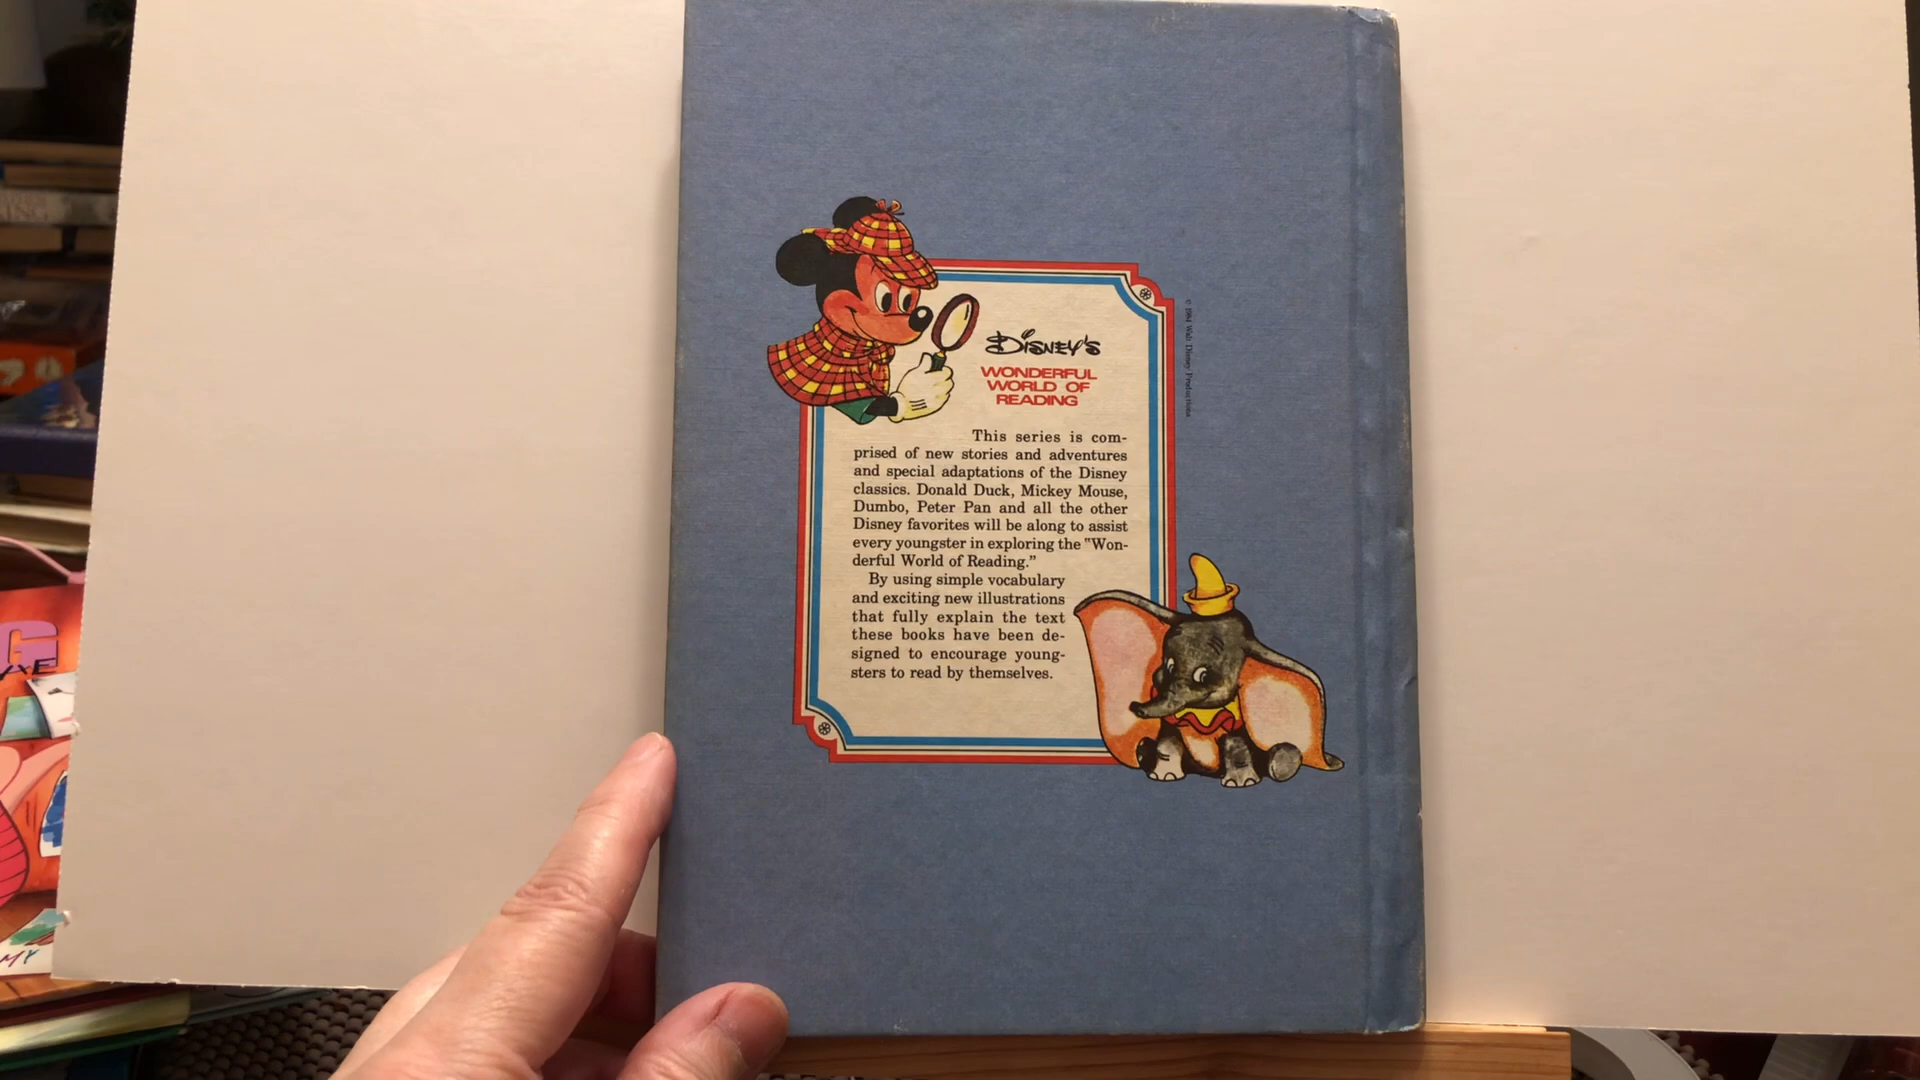 DISNEY'S
WONDERFUL
WORLD OF
READING
This series is com-
prised of new stories and adventures
and special adaptations of the Disney
classics. Donald Duck, Mickey Mouse,
Dumbo, Peter Pan and all the other
Disney favorites will be along to assist
every youngster in exploring the "Won-
derful World of Reading."
By using simple vocabulary
and exciting new illustrations
that fully explain the text
these books have been de-
signed to encourage young-
sters to read by themselves.
© 1984 Walt Disney Productions
G